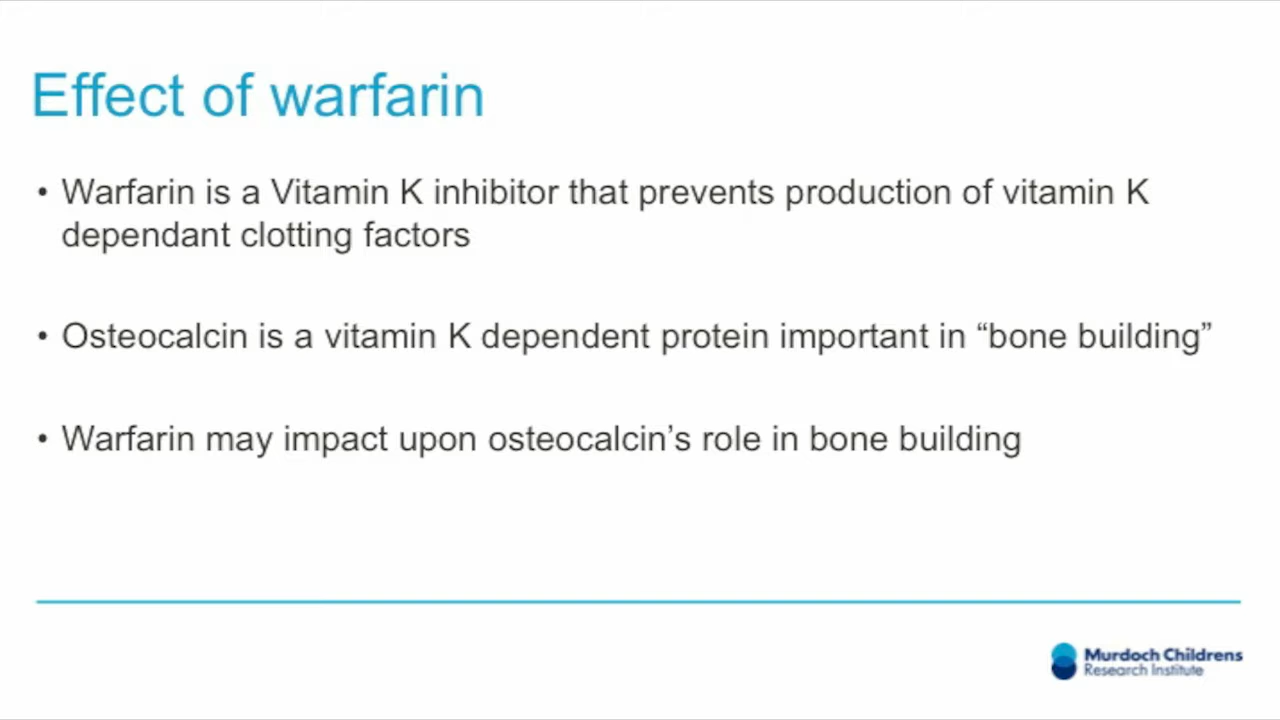 Effect of warfarin
• Warfarin is a Vitamin K inhibitor that prevents production of vitamin K
dependant clotting factors
• Osteocalcin is a vitamin K dependent protein important in “bone building”
• Warfarin may impact upon osteocalcin’s role in bone building
Murdoch Childrens
Research Institute